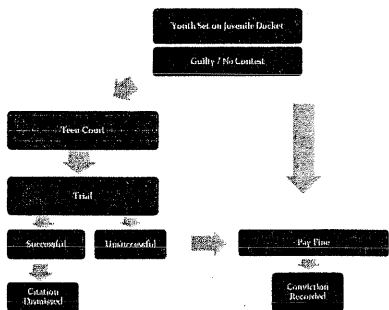 Youth Set on Juvenile Docket
Guilty / No Contest
Teen Court
Trial
Successful
Unsuccessful
Pay Fine
Citation
Dismissed
Conviction
Recorded